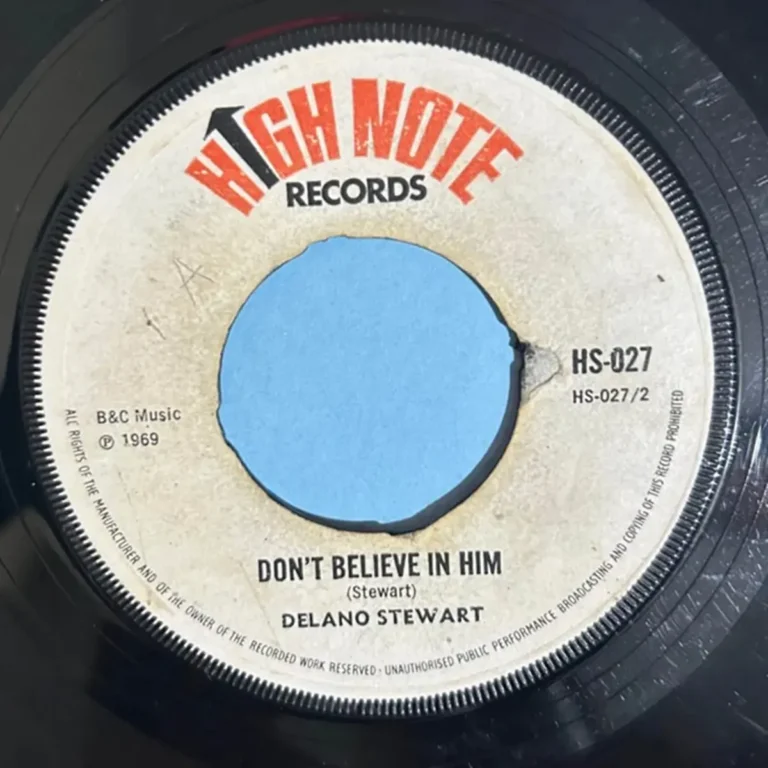 HIGH NOTE
RECORDS
A
HS-027
HS-027/2
B&C Music
℗ 1969
DON'T BELIEVE IN HIM
(Stewart)
DELANO STEWART
ALL RIGHTS OF THE MANUFACTURER AND OF THE OWNER OF THE RECORDED WORK RESERVED - UNAUTHORISED PUBLIC PERFORMANCE BROADCASTING AND COPYING OF THIS RECORD PROHIBITED